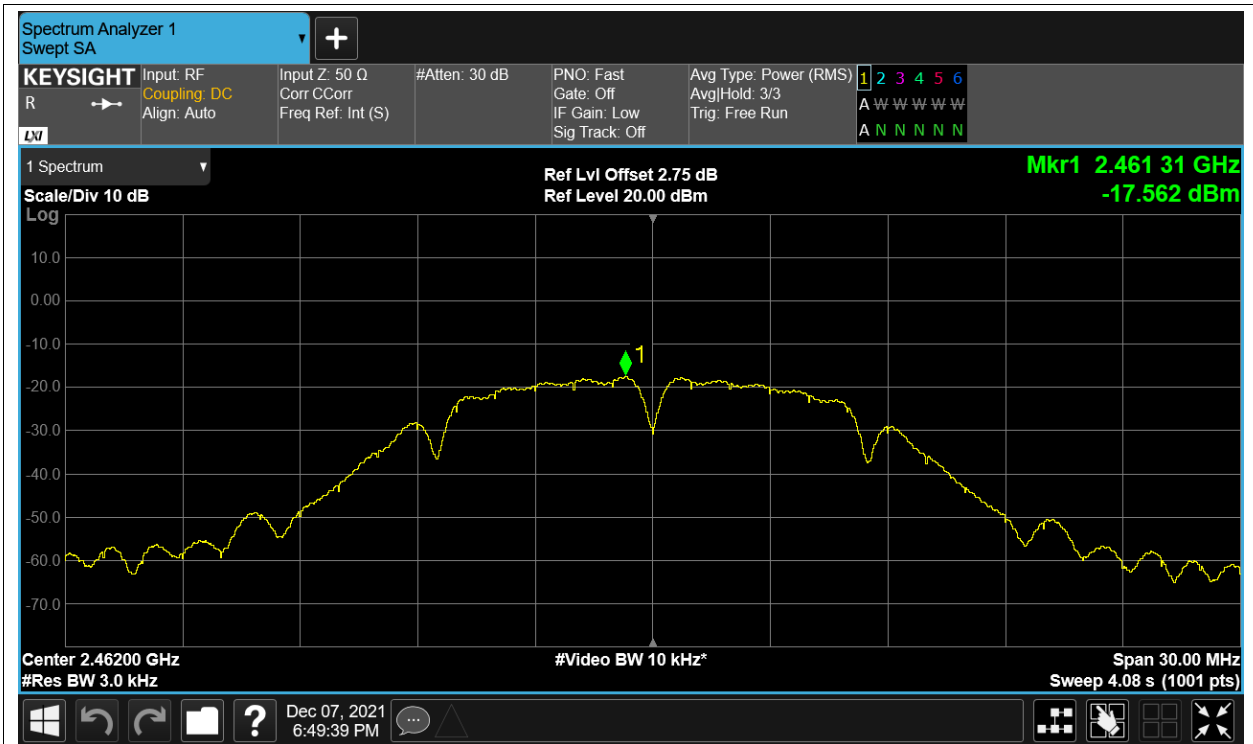 Spectrum Analyzer 1
Swept SA
KEYSIGHT
R
LXI
Input: RF
Coupling: DC
Align: Auto
Input Z: 50 Ω
Corr CCorr
Freq Ref: Int (S)
#Atten: 30 dB
PNO: Fast
Gate: Off
IF Gain: Low
Sig Track: Off
Avg Type: Power (RMS)
Avg|Hold: 3/3
Trig: Free Run
1 2 3 4 5 6
A W W W W W
A N N N N N
1 Spectrum
Scale/Div 10 dB
Ref Lvl Offset 2.75 dB
Ref Level 20.00 dBm
Mkr1 2.461 31 GHz
-17.562 dBm
Log
10.0
0.00
-10.0
1
-20.0
-30.0
-40.0
-50.0
-60.0
-70.0
Center 2.46200 GHz
#Video BW 10 kHz*
Span 30.00 MHz
#Res BW 3.0 kHz
Sweep 4.08 s (1001 pts)
?
Dec 07, 2021
6:49:39 PM